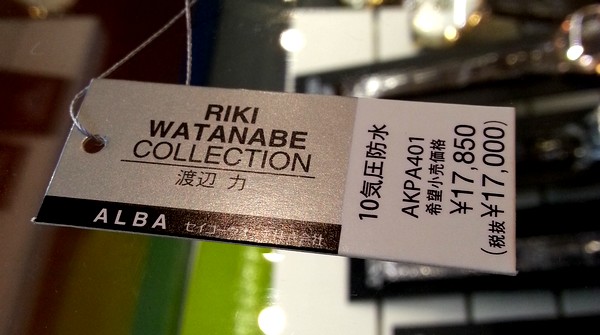 RIKI
WATANABE
COLLECTION
渡辺 力
ALBA
10気圧防水
AKPA401
希望小売価格
¥17,850
(税抜¥17,000)